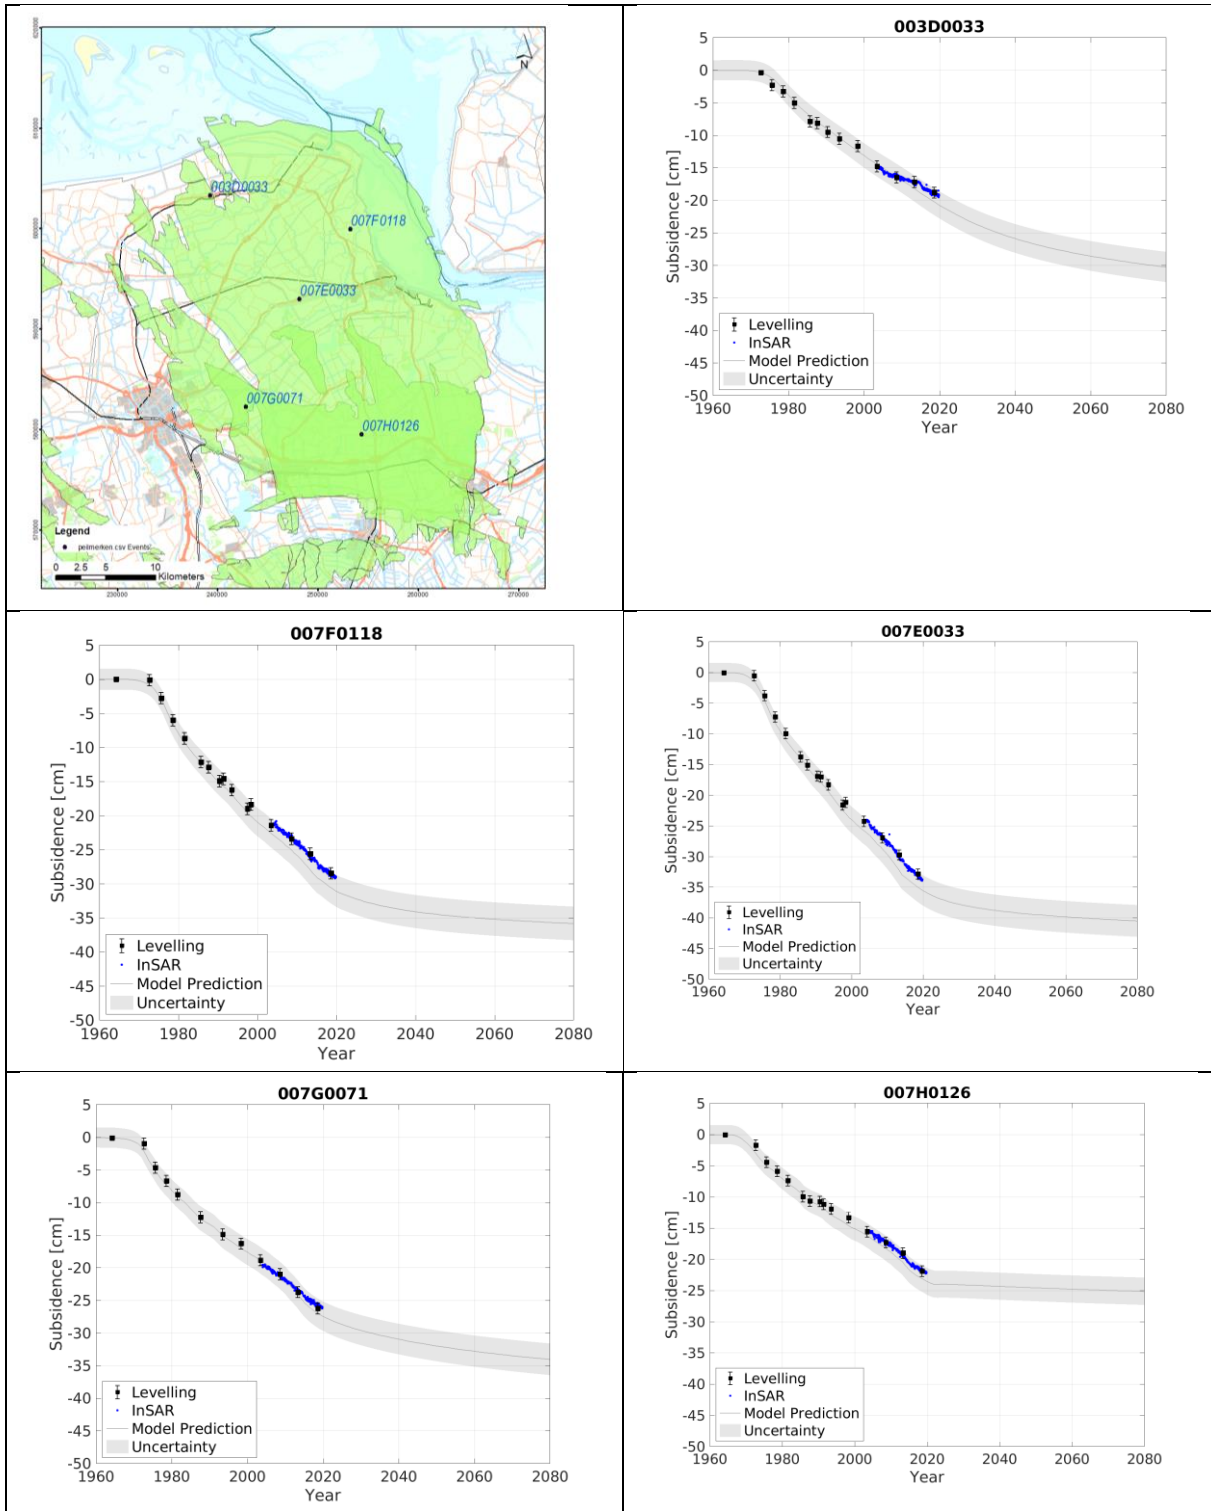 620000
610000
600000
590000
580000
570000
N
003D0033
007F0118
007E0033
007G0071
007H0126
Legend
peilmerken csv Events
0 2.5 5 10
Kilometers
230000 240000 250000 260000 270000
003D0033
Subsidence [cm]
5
0
-5
-10
-15
-20
-25
-30
-35
-40
-45
-50
Levelling
InSAR
Model Prediction
Uncertainty
1960 1980 2000 2020 2040 2060 2080
Year
007F0118
Subsidence [cm]
5
0
-5
-10
-15
-20
-25
-30
-35
-40
-45
-50
Levelling
InSAR
Model Prediction
Uncertainty
1960 1980 2000 2020 2040 2060 2080
Year
007E0033
Subsidence [cm]
5
0
-5
-10
-15
-20
-25
-30
-35
-40
-45
-50
Levelling
InSAR
Model Prediction
Uncertainty
1960 1980 2000 2020 2040 2060 2080
Year
007G0071
Subsidence [cm]
5
0
-5
-10
-15
-20
-25
-30
-35
-40
-45
-50
Levelling
InSAR
Model Prediction
Uncertainty
1960 1980 2000 2020 2040 2060 2080
Year
007H0126
Subsidence [cm]
5
0
-5
-10
-15
-20
-25
-30
-35
-40
-45
-50
Levelling
InSAR
Model Prediction
Uncertainty
1960 1980 2000 2020 2040 2060 2080
Year